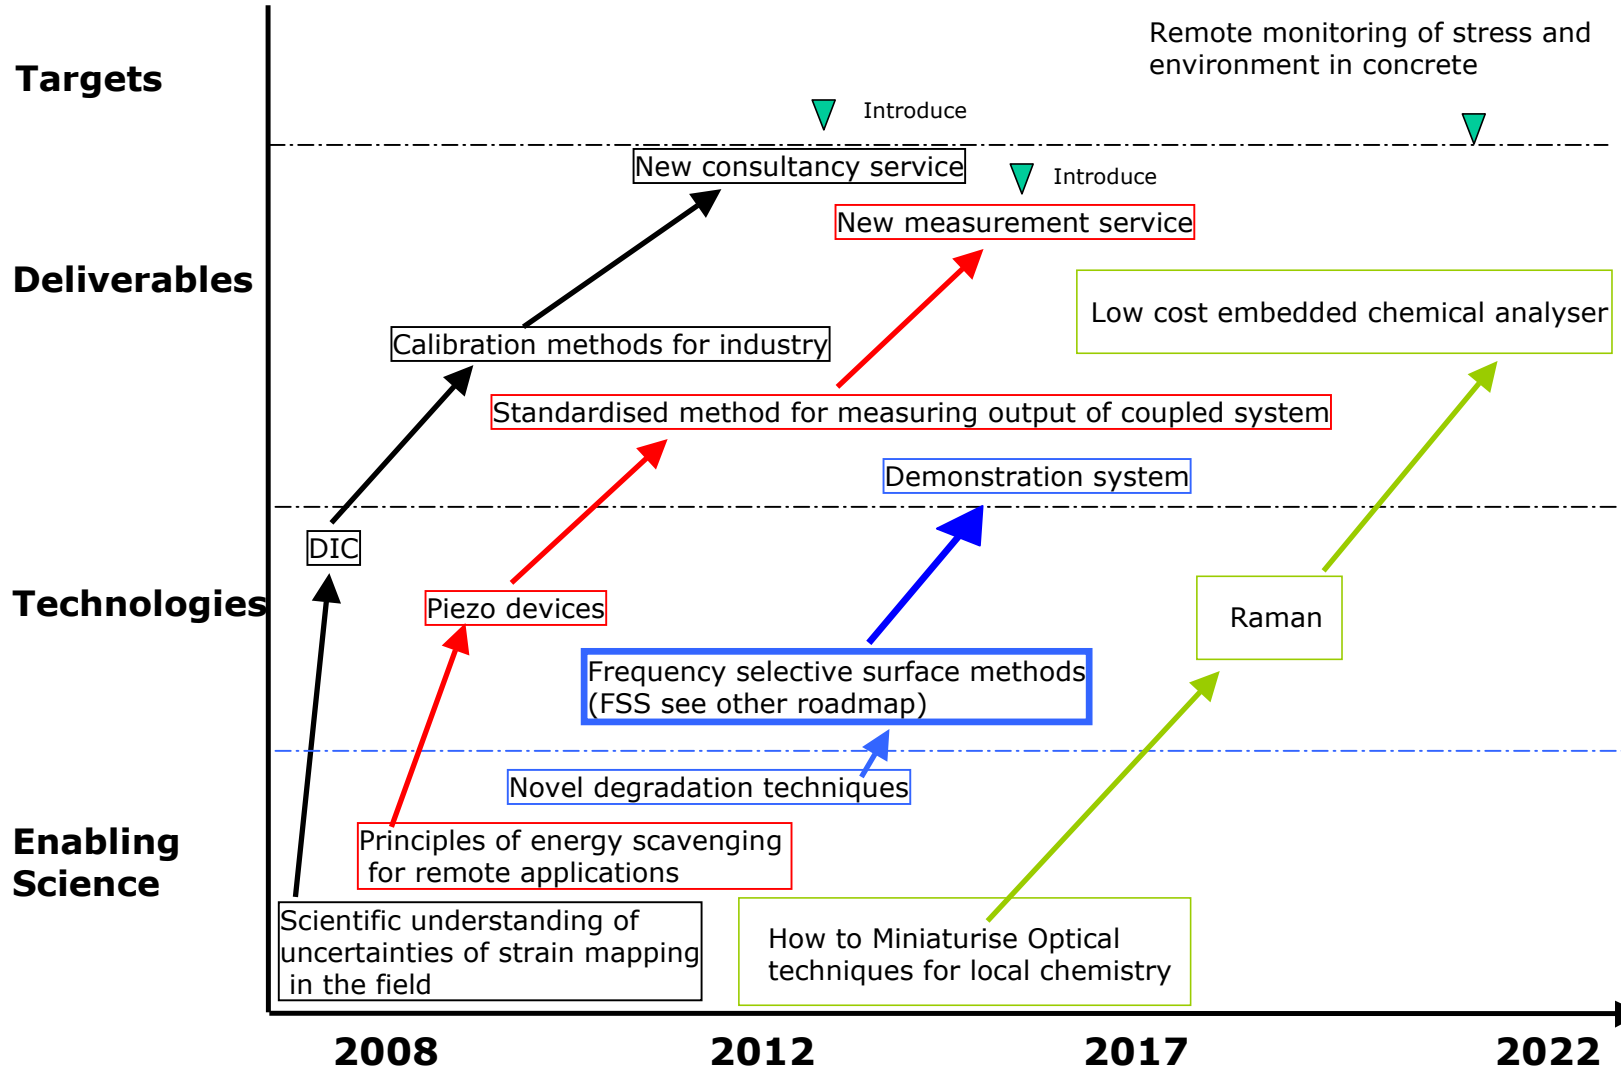 Remote monitoring of stress and
environment in concrete
Targets
Introduce
New consultancy service
Introduce
New measurement service
Deliverables
Low cost embedded chemical analyser
Calibration methods for industry
Standardised method for measuring output of coupled system
Demonstration system
DIC
Technologies
Piezo devices
Raman
Frequency selective surface methods
(FSS see other roadmap)
Novel degradation techniques
Enabling
Science
Principles of energy scavenging
for remote applications
Scientific understanding of
uncertainties of strain mapping
in the field
How to Miniaturise Optical
techniques for local chemistry
2008
2012
2017
2022